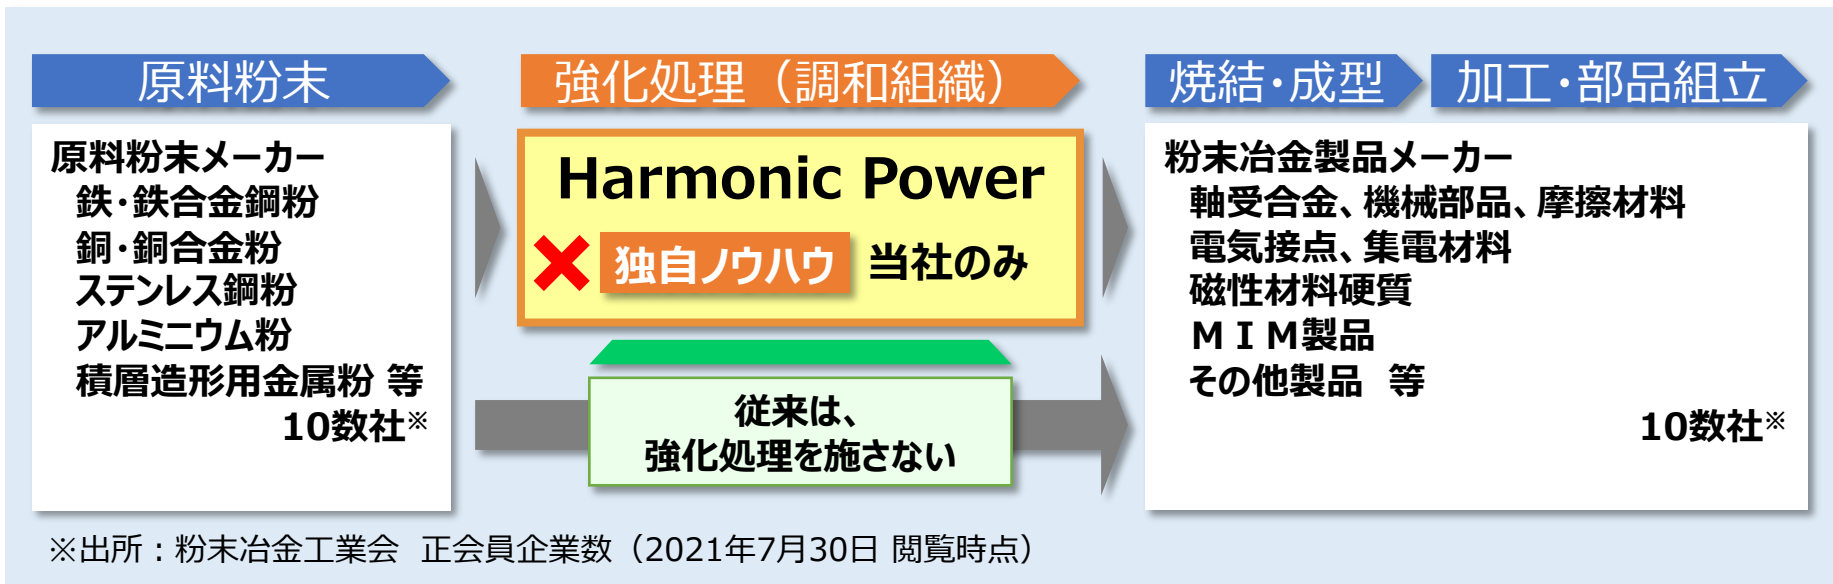 原料粉末
強化処理（調和組織）
焼結・成型
加工・部品組立
原料粉末メーカー
鉄・鉄合金鋼粉
銅・銅合金粉
ステンレス鋼粉
アルミニウム粉
積層造形用金属粉 等
10数社※
Harmonic Power
独自ノウハウ 当社のみ
従来は、
強化処理を施さない
粉末冶金製品メーカー
軸受合金、機械部品、摩擦材料
電気接点、集電材料
磁性材料硬質
ＭＩＭ製品
その他製品 等
10数社※
※出所：粉末冶金工業会 正会員企業数（2021年7月30日 閲覧時点）